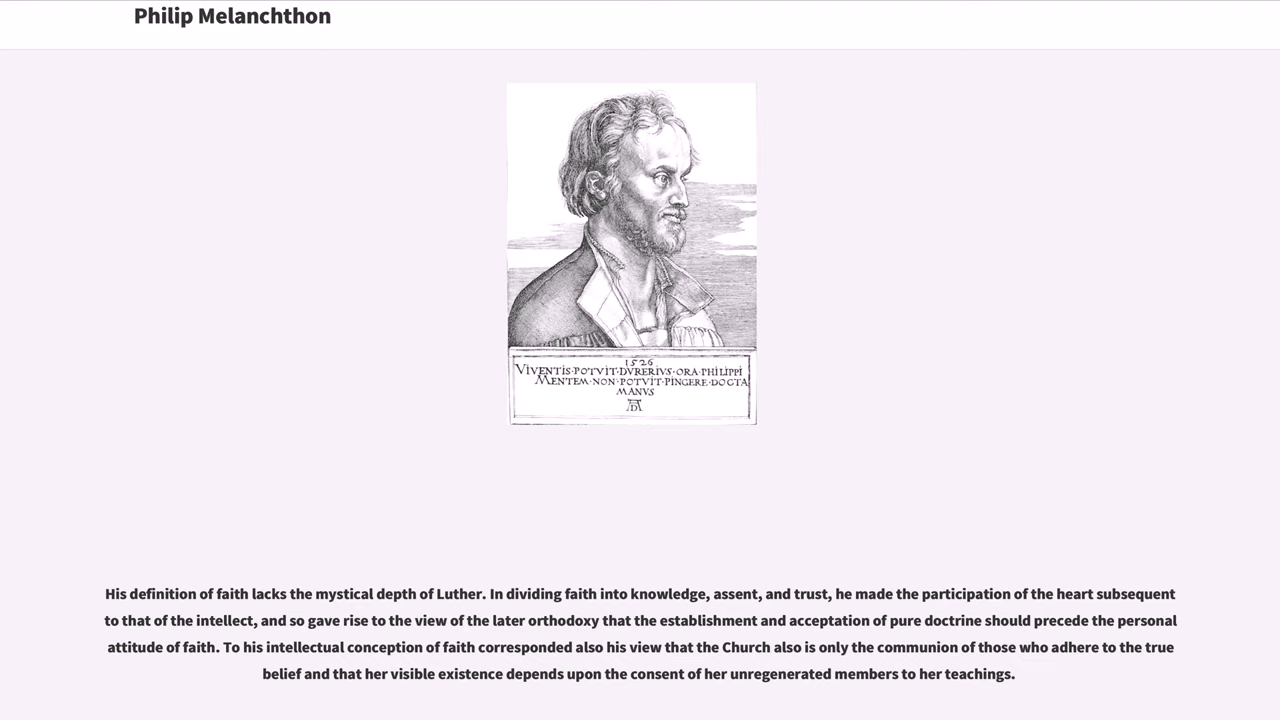 Philip Melanchthon
1526
VIVENTIS·POTVIT·DVRERIVS·ORA·PHILIPPI
MENTEM·NON·POTVIT·PINGERE·DOCTA
MANVS
AD
His definition of faith lacks the mystical depth of Luther. In dividing faith into knowledge, assent, and trust, he made the participation of the heart subsequent
to that of the intellect, and so gave rise to the view of the later orthodoxy that the establishment and acceptation of pure doctrine should precede the personal
attitude of faith. To his intellectual conception of faith corresponded also his view that the Church also is only the communion of those who adhere to the true
belief and that her visible existence depends upon the consent of her unregenerated members to her teachings.